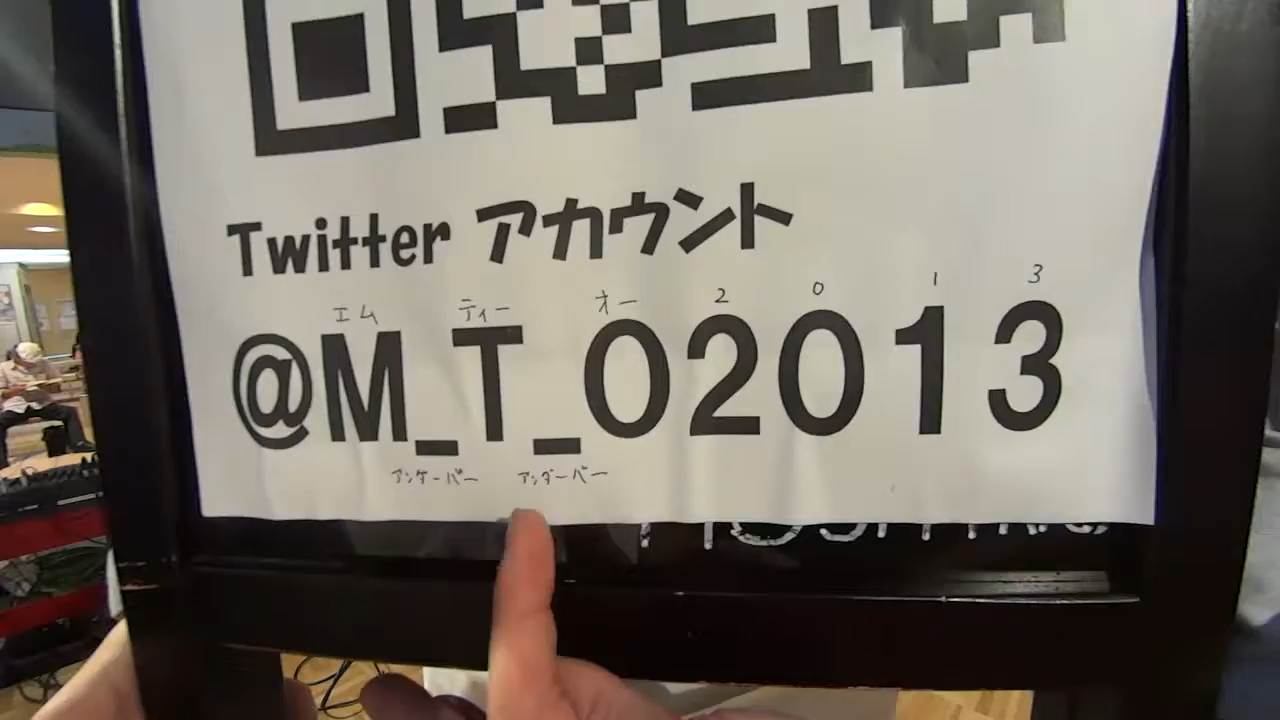 Twitter アカウント
エム ティー オー 2 0 1 3
@M_T_O2013
アンダーバー アンダーバー